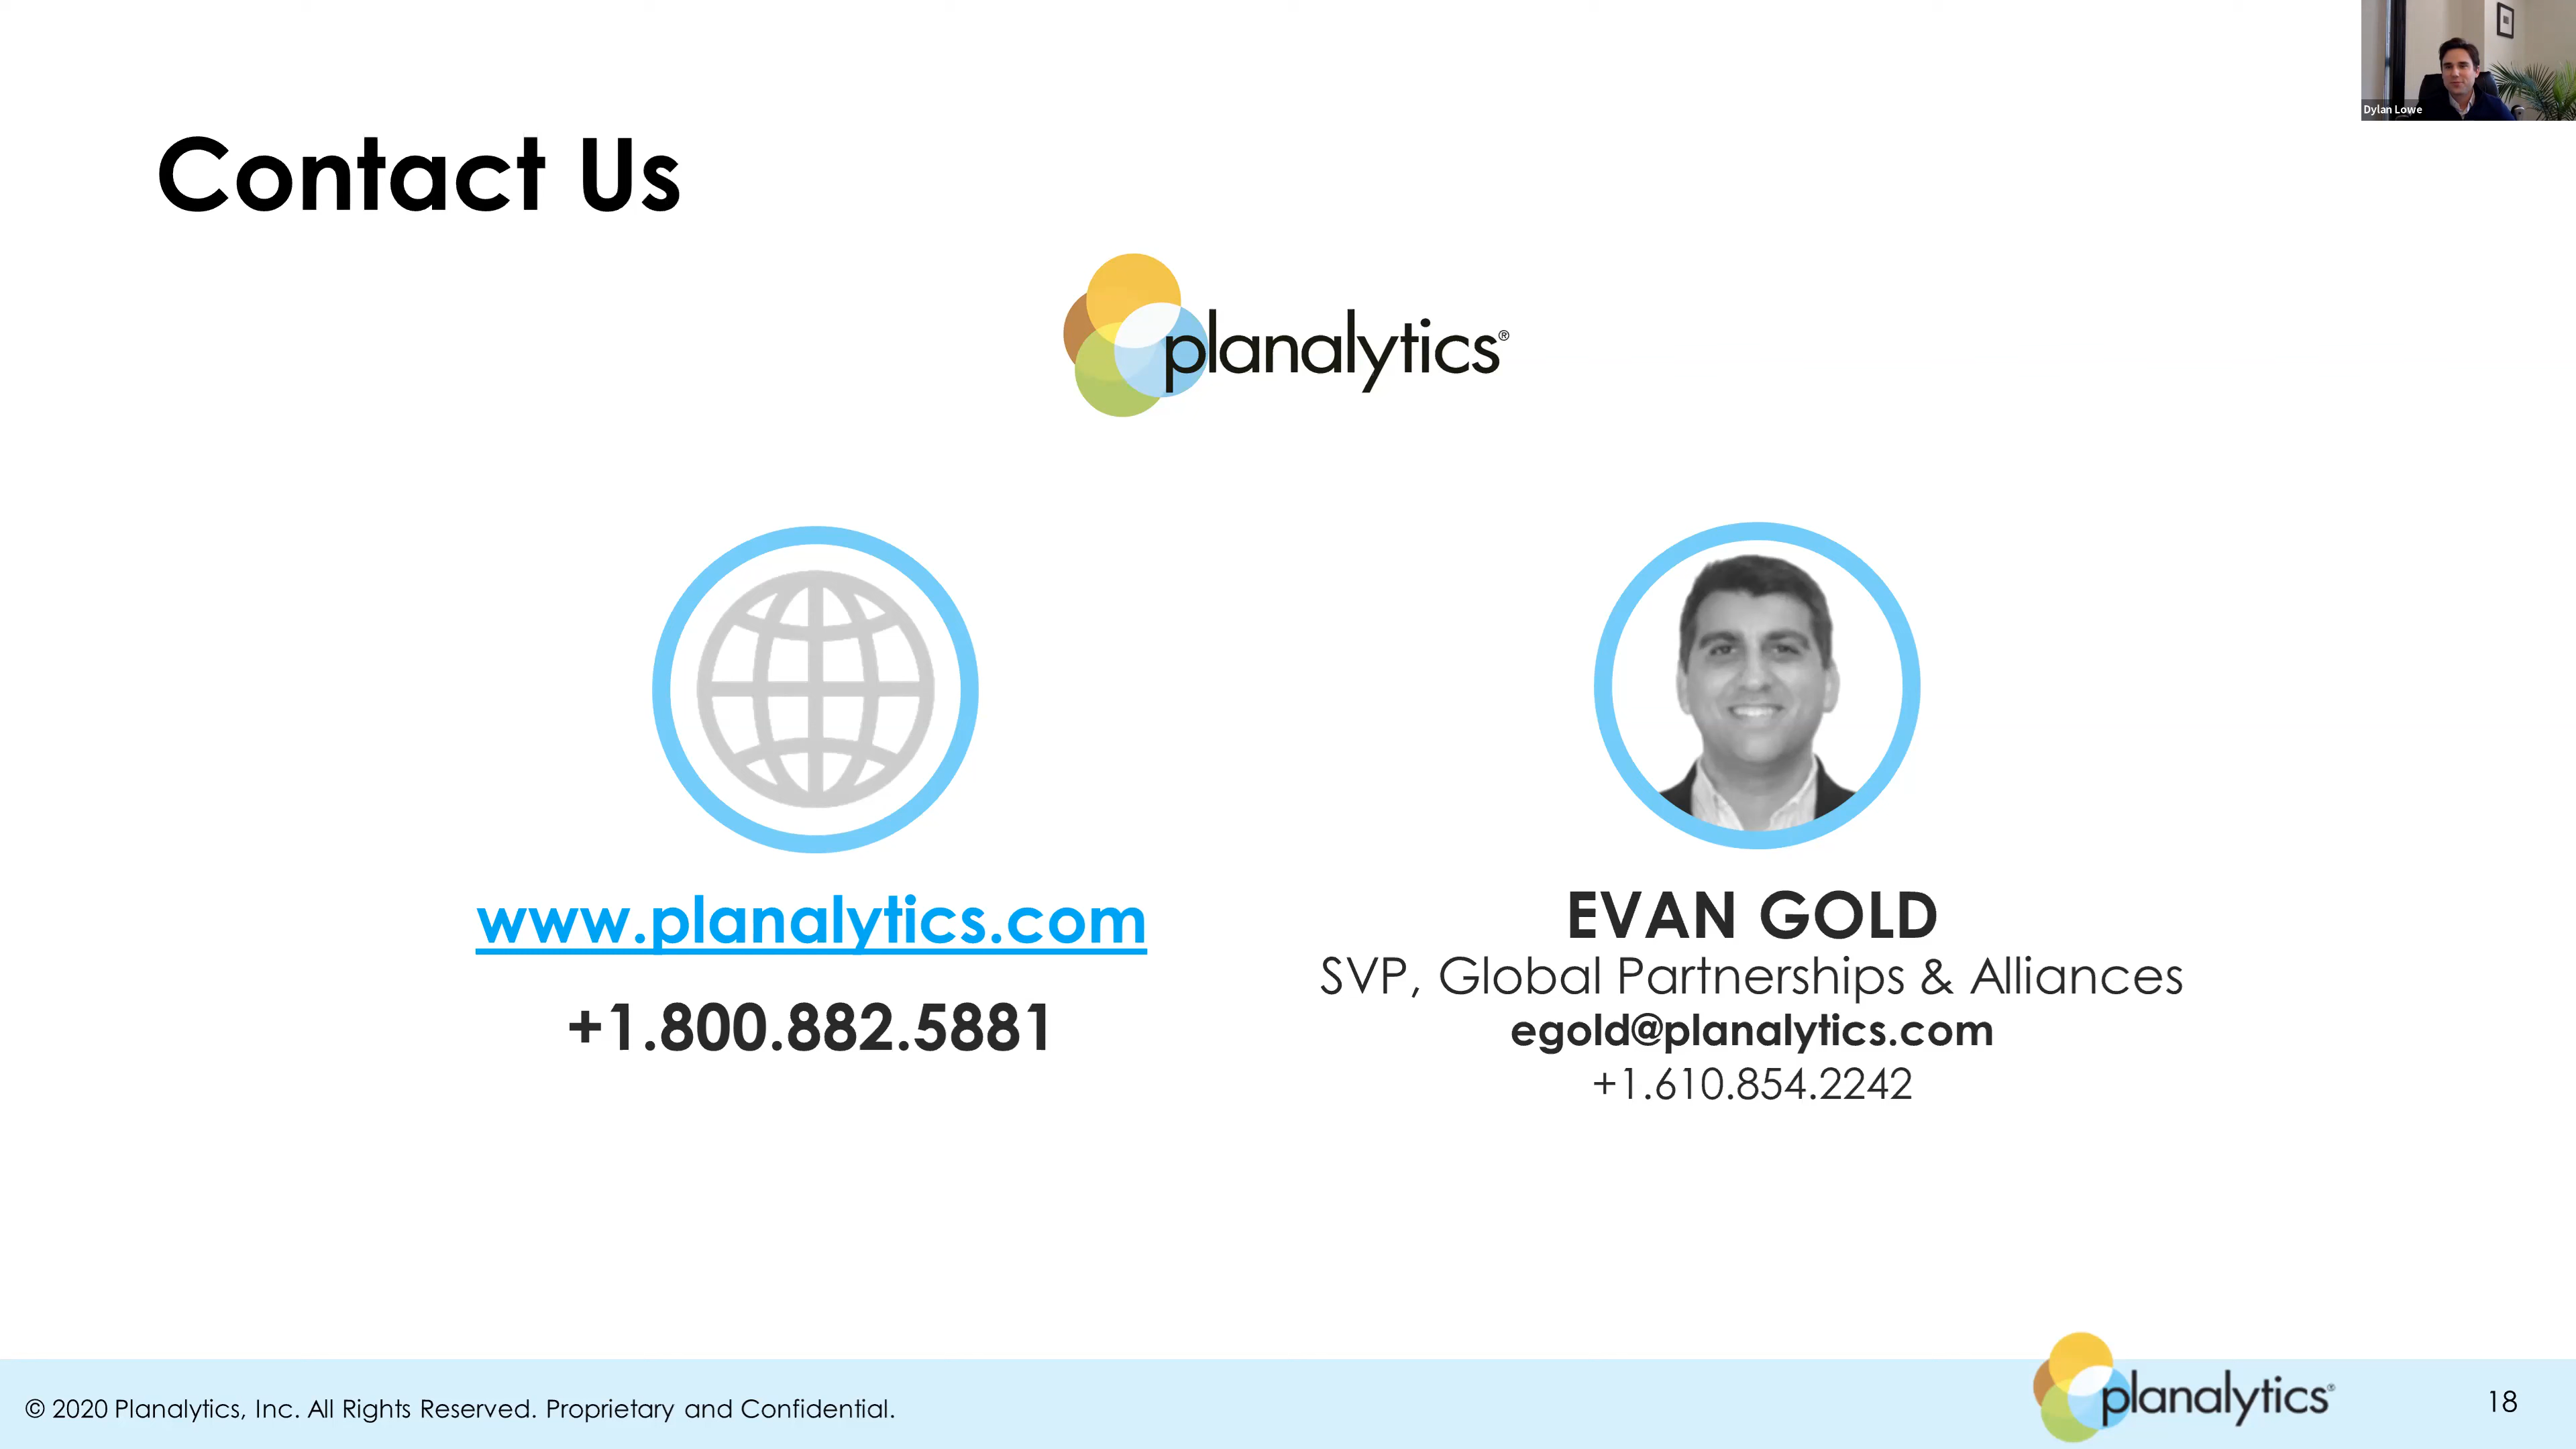 Dylan Lowe
Contact Us
planalytics®
www.planalytics.com
+1.800.882.5881
EVAN GOLD
SVP, Global Partnerships & Alliances
egold@planalytics.com
+1.610.854.2242
© 2020 Planalytics, Inc. All Rights Reserved. Proprietary and Confidential.
planalytics®
18